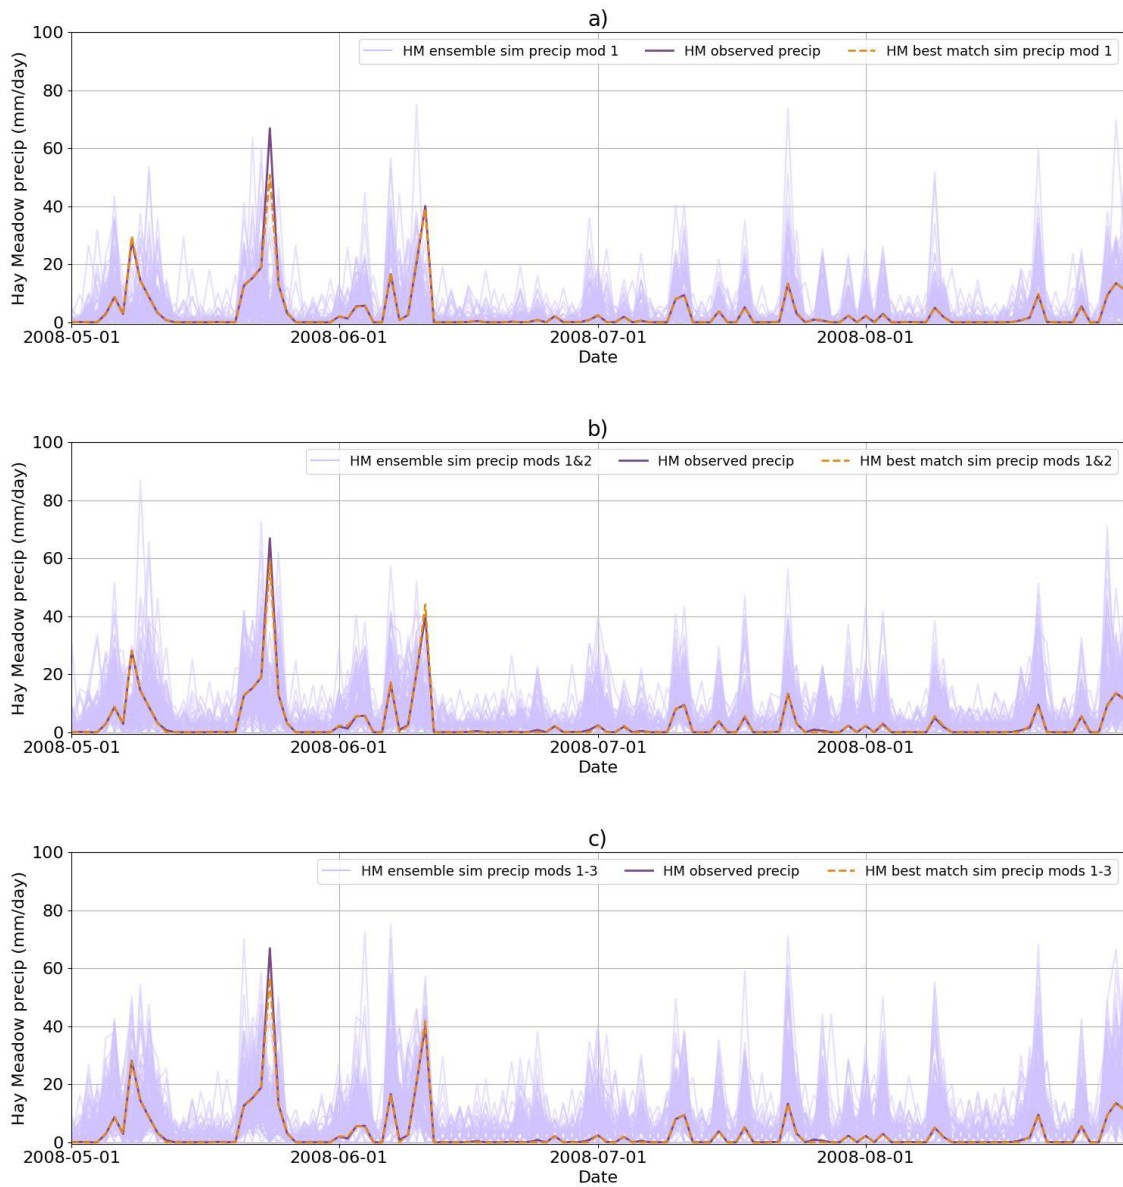 a)
100
HM ensemble sim precip mod 1 HM observed precip HM best match sim precip mod 1
80
60
40
20
0
Hay Meadow precip (mm/day)
2008-05-01 2008-06-01 2008-07-01 2008-08-01
Date
b)
100
HM ensemble sim precip mods 1&2 HM observed precip HM best match sim precip mods 1&2
80
60
40
20
0
Hay Meadow precip (mm/day)
2008-05-01 2008-06-01 2008-07-01 2008-08-01
Date
c)
100
HM ensemble sim precip mods 1-3 HM observed precip HM best match sim precip mods 1-3
80
60
40
20
0
Hay Meadow precip (mm/day)
2008-05-01 2008-06-01 2008-07-01 2008-08-01
Date